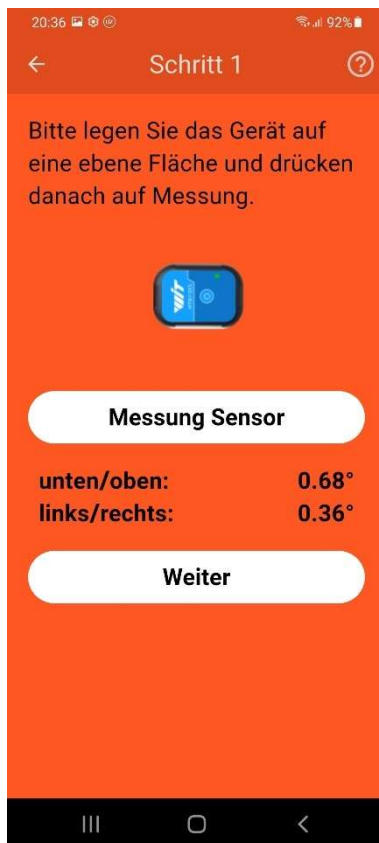 20:36 92%
Schritt 1
Bitte legen Sie das Gerät auf
eine ebene Fläche und drücken
danach auf Messung.
WIT
Messung Sensor
unten/oben: 0.68°
links/rechts: 0.36°
Weiter